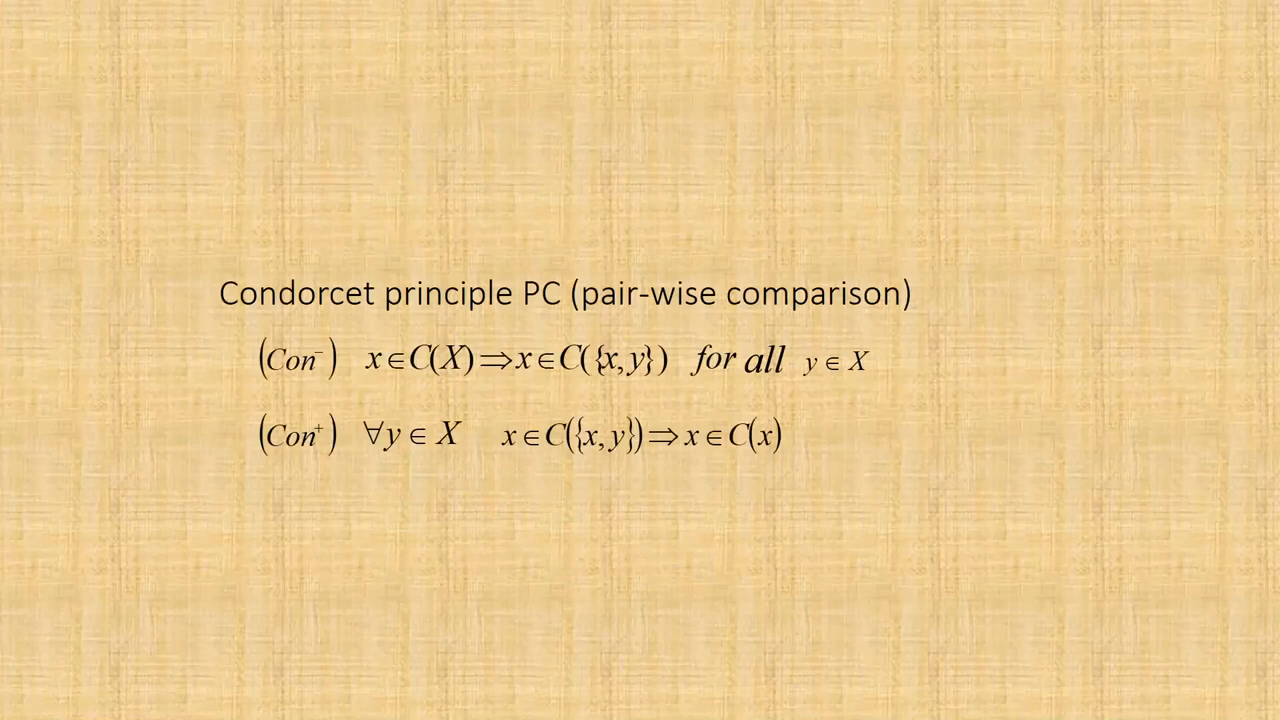 Condorcet principle PC (pair-wise comparison)
(Con⁻) x∈C(X)⇒x∈C({x,y}) for all y∈X
(Con⁺) ∀y∈X x∈C({x,y})⇒x∈C(x)